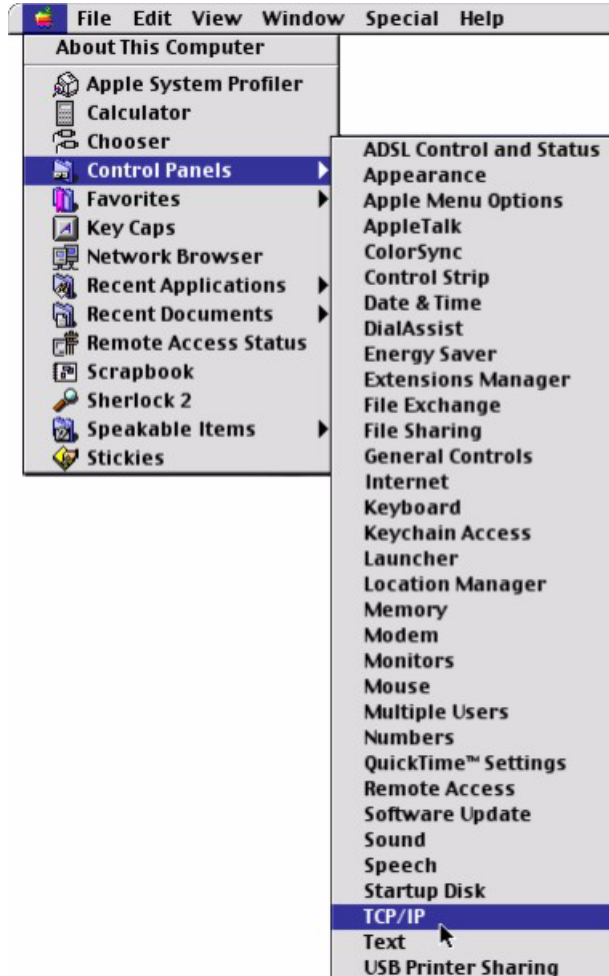 File Edit View Window Special Help
About This Computer
Apple System Profiler
Calculator
Chooser
Control Panels
Favorites
Key Caps
Network Browser
Recent Applications
Recent Documents
Remote Access Status
Scrapbook
Sherlock 2
Speakable Items
Stickies
ADSL Control and Status
Appearance
Apple Menu Options
AppleTalk
ColorSync
Control Strip
Date & Time
DialAssist
Energy Saver
Extensions Manager
File Exchange
File Sharing
General Controls
Internet
Keyboard
Keychain Access
Launcher
Location Manager
Memory
Modem
Monitors
Mouse
Multiple Users
Numbers
QuickTime™ Settings
Remote Access
Software Update
Sound
Speech
Startup Disk
TCP/IP
Text
USB Printer Sharing